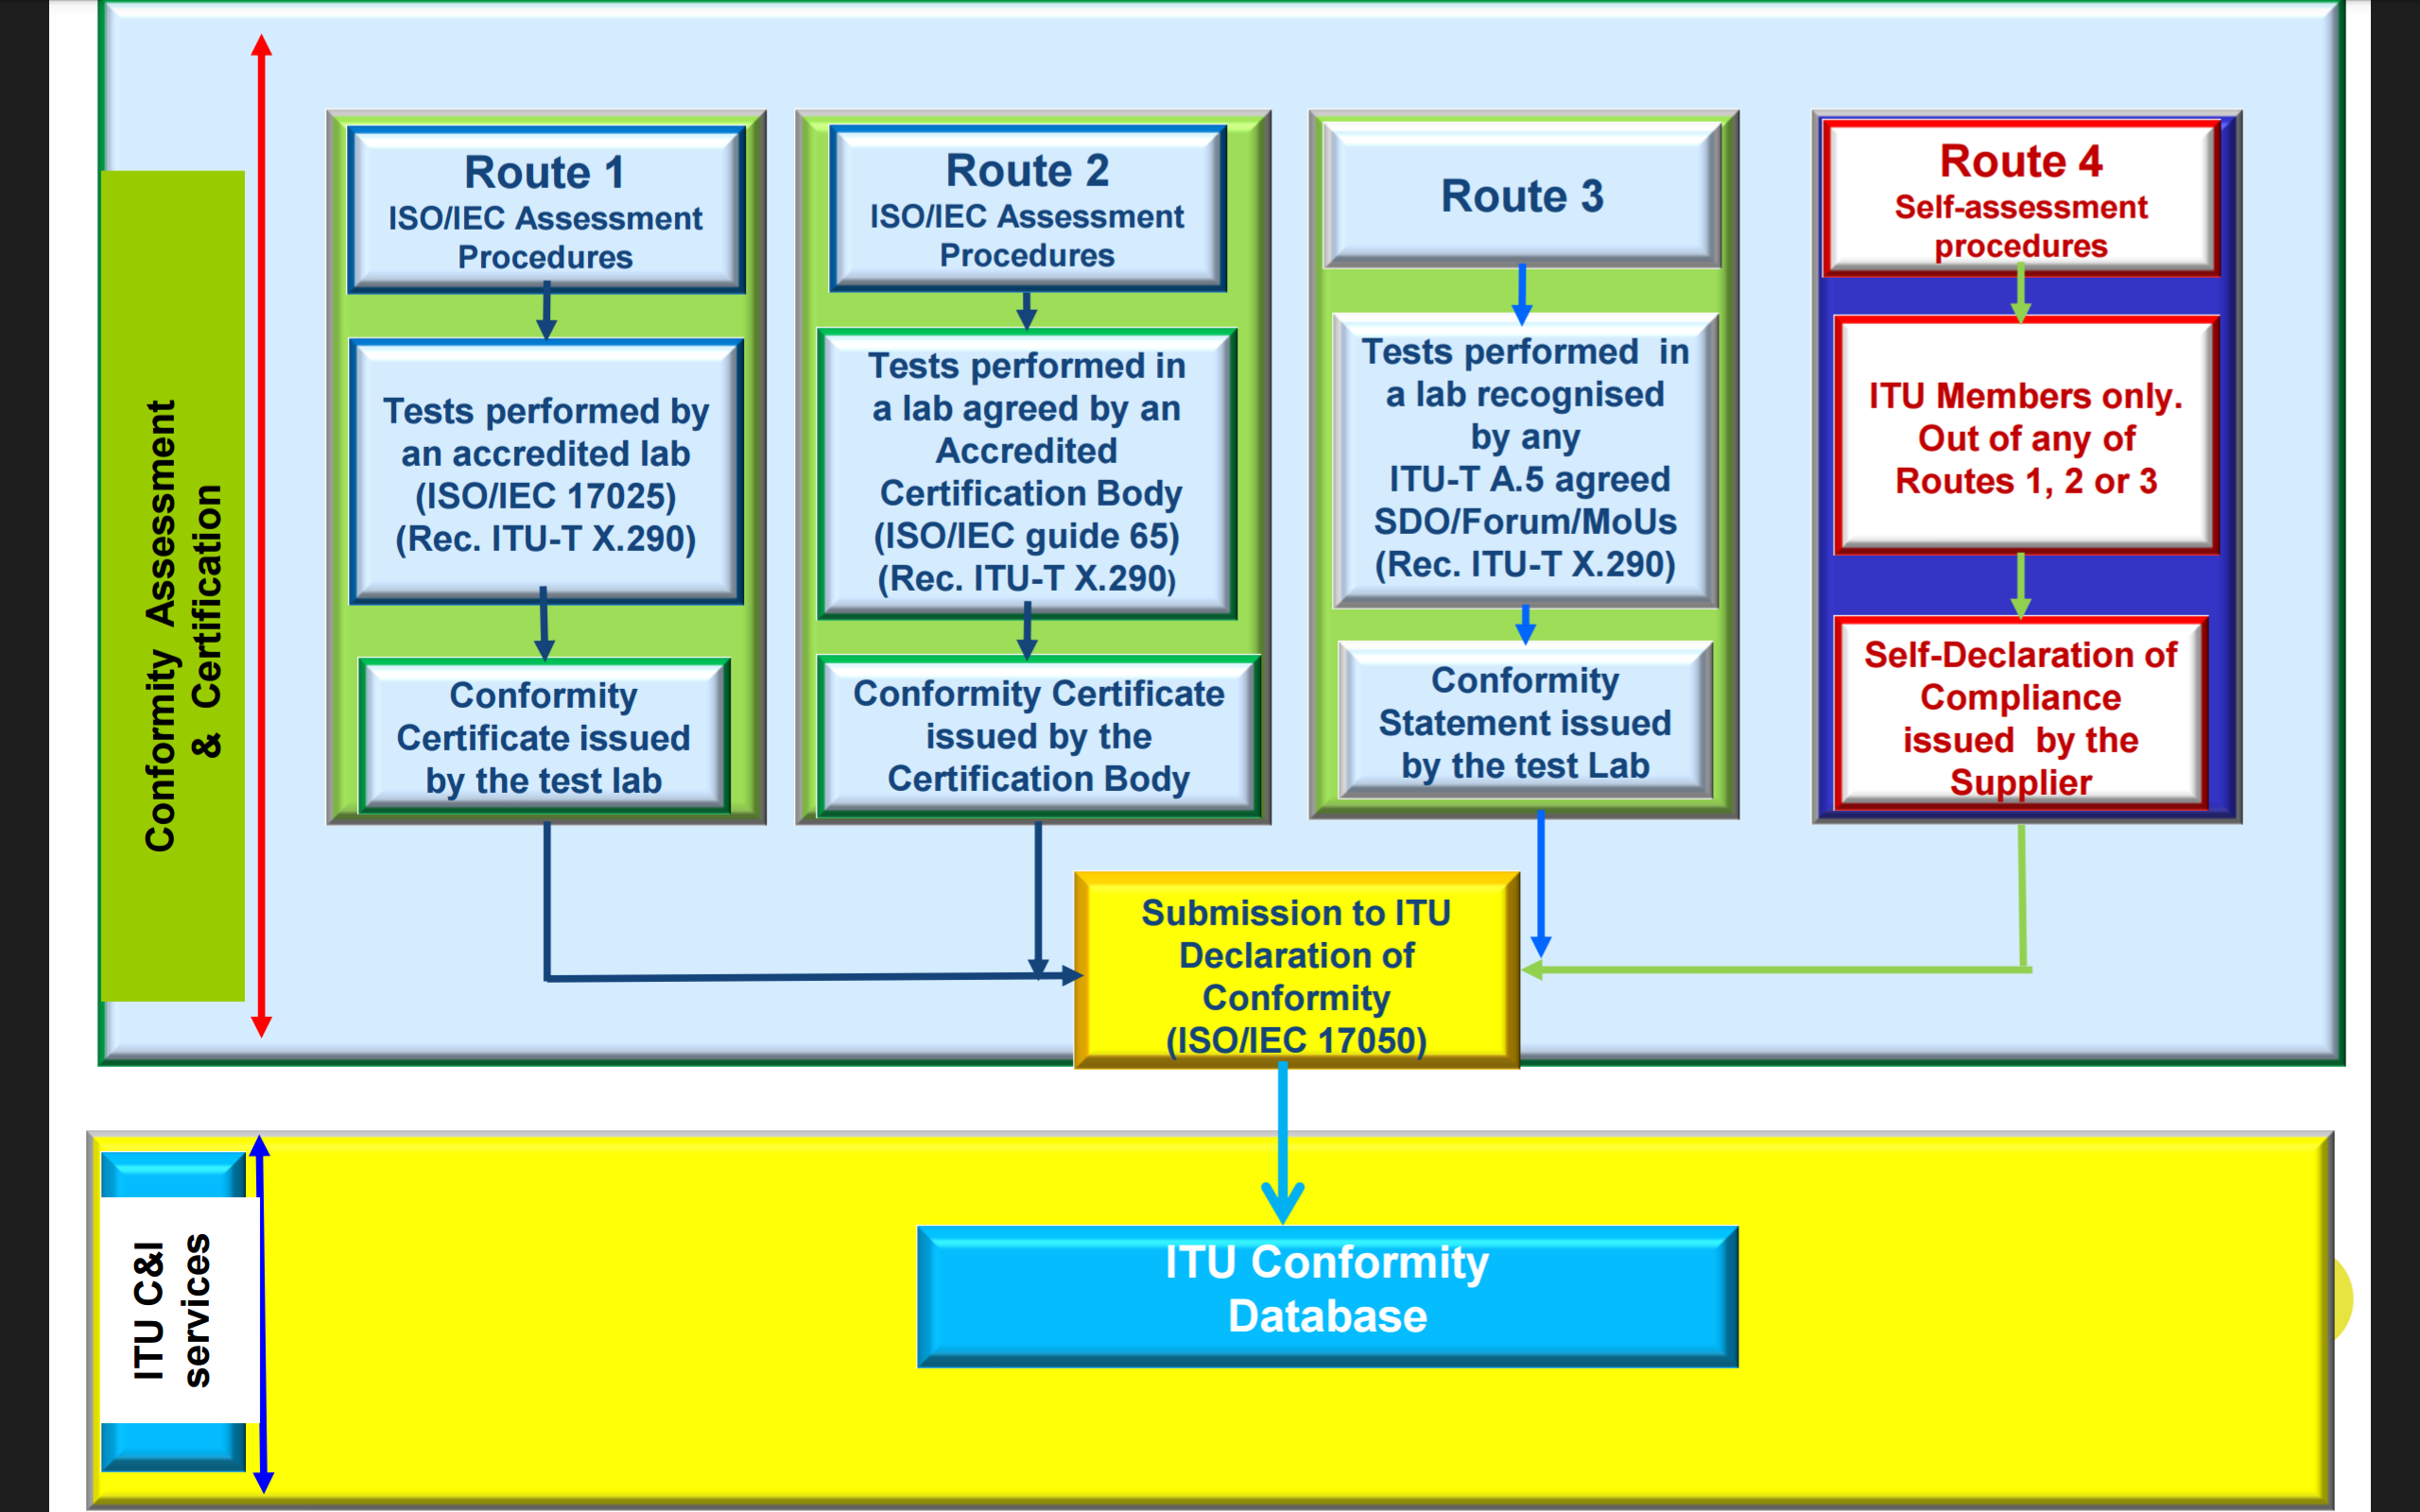 Conformity Assessment
& Certification
Route 1
ISO/IEC Assessment
Procedures
Tests performed by
an accredited lab
(ISO/IEC 17025)
(Rec. ITU-T X.290)
Conformity
Certificate issued
by the test lab
Route 2
ISO/IEC Assessment
Procedures
Tests performed in
a lab agreed by an
Accredited
Certification Body
(ISO/IEC guide 65)
(Rec. ITU-T X.290)
Conformity Certificate
issued by the
Certification Body
Route 3
Tests performed in
a lab recognised
by any
ITU-T A.5 agreed
SDO/Forum/MoUs
(Rec. ITU-T X.290)
Conformity
Statement issued
by the test Lab
Route 4
Self-assessment
procedures
ITU Members only.
Out of any of
Routes 1, 2 or 3
Self-Declaration of
Compliance
issued by the
Supplier
Submission to ITU
Declaration of
Conformity
(ISO/IEC 17050)
ITU C&I
services
ITU Conformity
Database